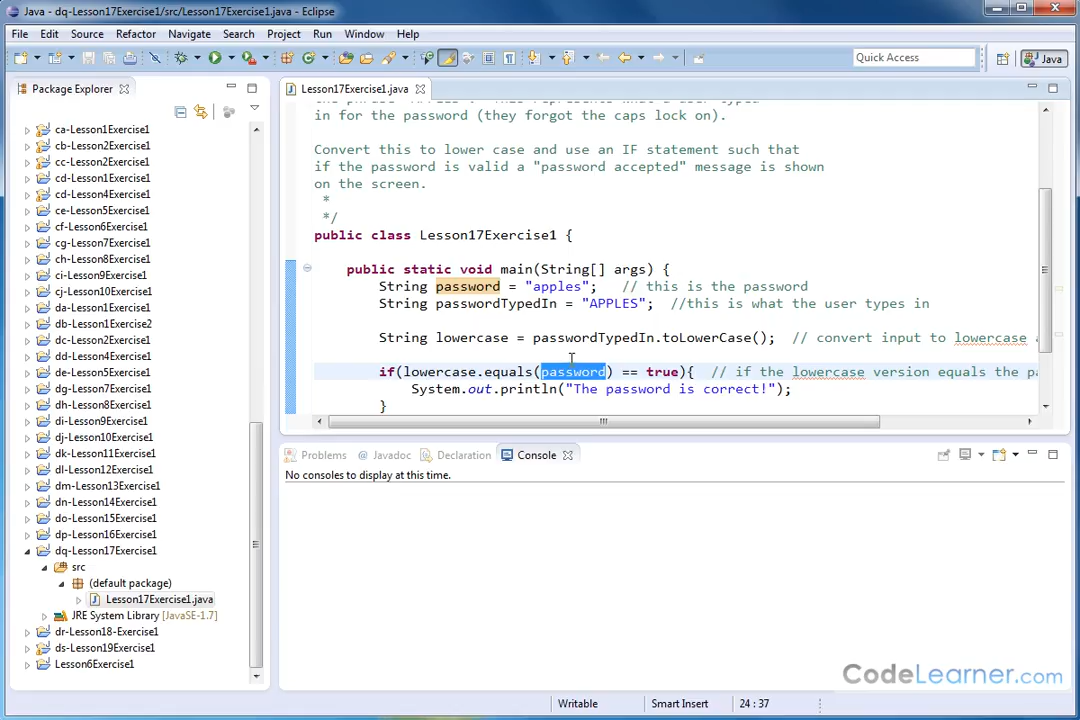 Java - dq-Lesson17Exercise1/src/Lesson17Exercise1.java - Eclipse
File Edit Source Refactor Navigate Search Project Run Window Help
Quick Access
Java
Package Explorer
ca-Lesson1Exercise1
cb-Lesson2Exercise1
cc-Lesson2Exercise1
cd-Lesson1Exercise1
cd-Lesson4Exercise1
ce-Lesson5Exercise1
cf-Lesson6Exercise1
cg-Lesson7Exercise1
ch-Lesson8Exercise1
ci-Lesson9Exercise1
cj-Lesson10Exercise1
da-Lesson1Exercise1
db-Lesson1Exercise2
dc-Lesson2Exercise1
dd-Lesson4Exercise1
de-Lesson5Exercise1
df-Lesson6Exercise1
dg-Lesson7Exercise1
dh-Lesson8Exercise1
di-Lesson9Exercise1
dj-Lesson10Exercise1
dk-Lesson11Exercise1
dl-Lesson12Exercise1
dm-Lesson13Exercise1
dn-Lesson14Exercise1
do-Lesson15Exercise1
dp-Lesson16Exercise1
dq-Lesson17Exercise1
src
(default package)
Lesson17Exercise1.java
JRE System Library [JavaSE-1.7]
dr-Lesson18-Exercise1
ds-Lesson19Exercise1
Lesson6Exercise1
Lesson17Exercise1.java
in for the password (they forgot the caps lock on).
Convert this to lower case and use an IF statement such that
if the password is valid a "password accepted" message is shown
on the screen.
*
*/
public class Lesson17Exercise1 {
public static void main(String[] args) {
String password = "apples"; // this is the password
String passwordTypedIn = "APPLES"; //this is what the user types in
String lowercase = passwordTypedIn.toLowerCase(); // convert input to lowercase
if(lowercase.equals(password) == true){ // if the lowercase version equals the
System.out.println("The password is correct!");
}
Problems @ Javadoc Declaration Console
No consoles to display at this time.
CodeLearner.com
Writable Smart Insert 24 : 37